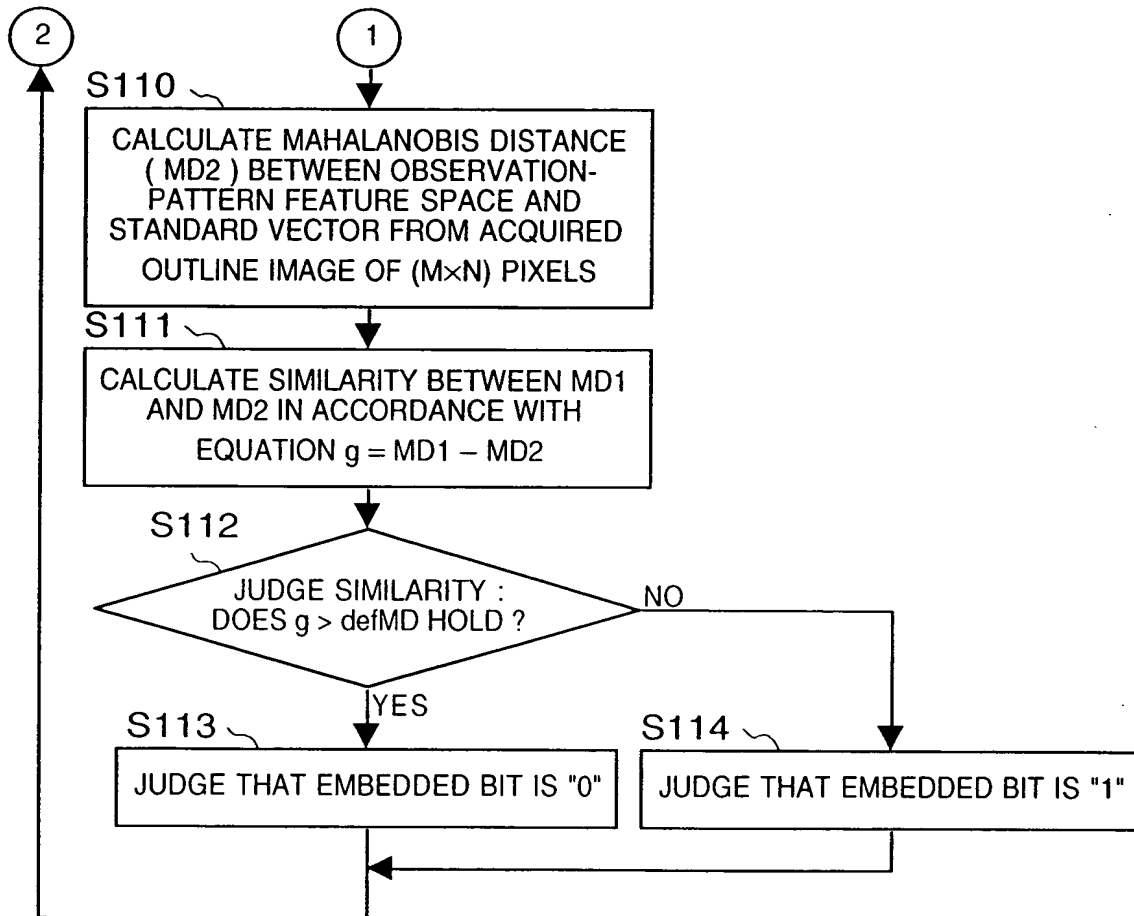 2
1
S110
CALCULATE MAHALANOBIS DISTANCE
( MD2 ) BETWEEN OBSERVATION-
PATTERN FEATURE SPACE AND
STANDARD VECTOR FROM ACQUIRED
OUTLINE IMAGE OF (M×N) PIXELS
S111
CALCULATE SIMILARITY BETWEEN MD1
AND MD2 IN ACCORDANCE WITH
EQUATION g = MD1 – MD2
S112
JUDGE SIMILARITY :
DOES g > defMD HOLD ?
NO
YES
S113
JUDGE THAT EMBEDDED BIT IS "0"
S114
JUDGE THAT EMBEDDED BIT IS "1"